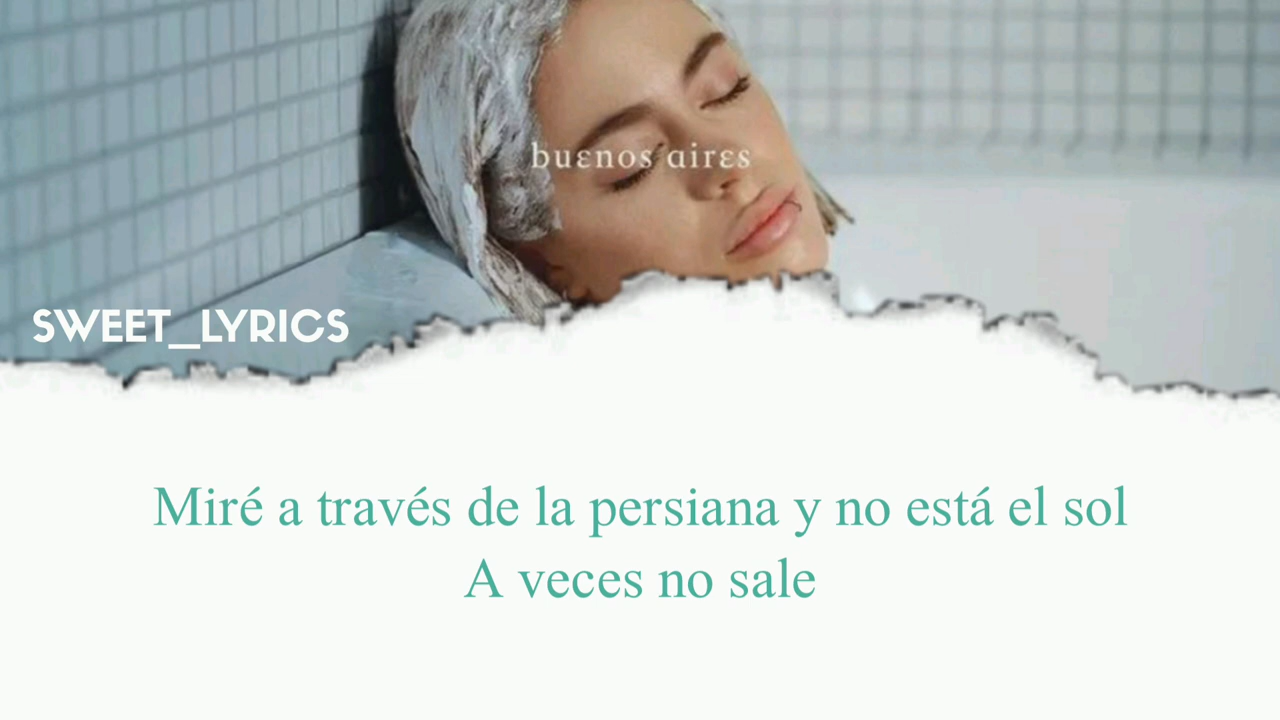 buenos aires
SWEET_LYRICS
Miré a través de la persiana y no está el sol
A veces no sale